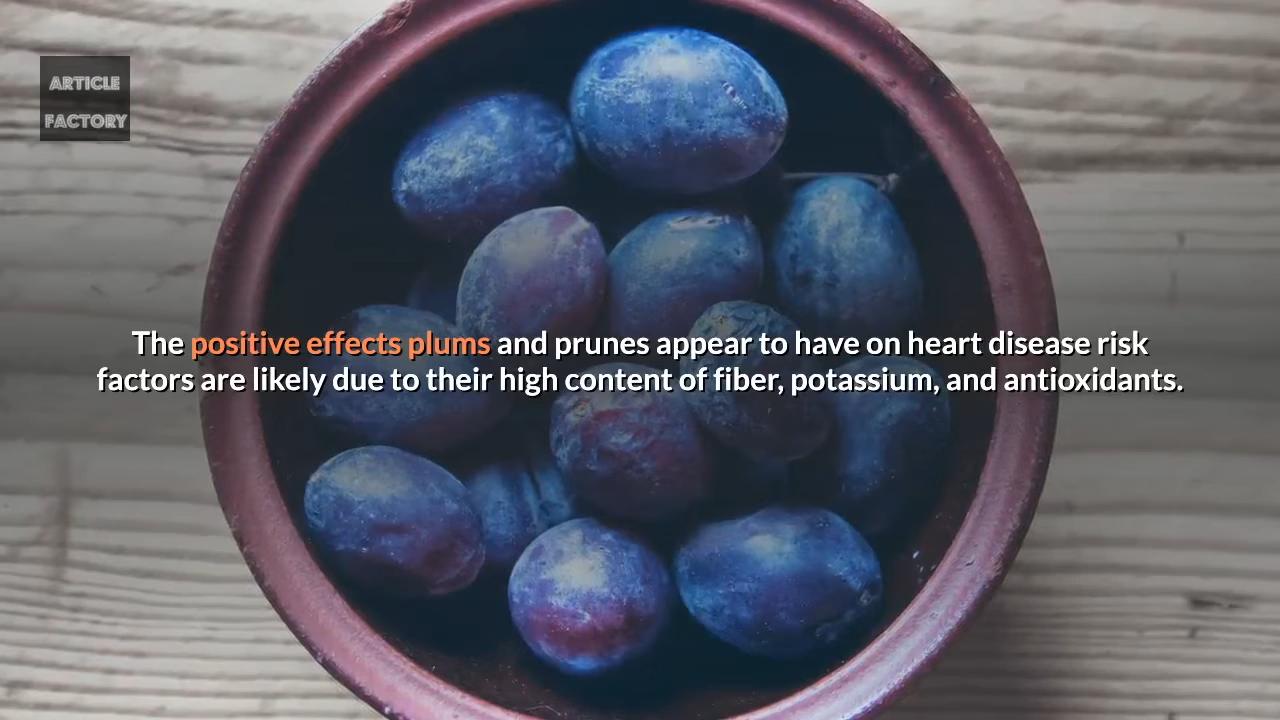 ARTICLE
FACTORY
The positive effects plums and prunes appear to have on heart disease risk
factors are likely due to their high content of fiber, potassium, and antioxidants.